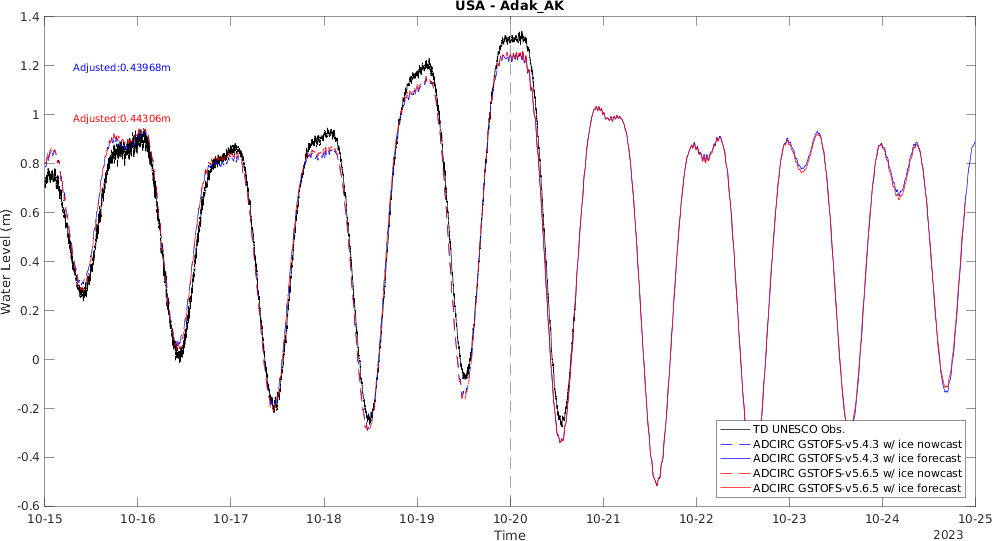 USA - Adak_AK
1.4
1.2
1
0.8
0.6
0.4
0.2
0
-0.2
-0.4
-0.6
Water Level (m)
Adjusted:0.43968m
Adjusted:0.44306m
TD UNESCO Obs.
ADCIRC GSTOFS-v5.4.3 w/ ice nowcast
ADCIRC GSTOFS-v5.4.3 w/ ice forecast
ADCIRC GSTOFS-v5.6.5 w/ ice nowcast
ADCIRC GSTOFS-v5.6.5 w/ ice forecast
10-15 10-16 10-17 10-18 10-19 10-20 10-21 10-22 10-23 10-24 10-25
Time
2023